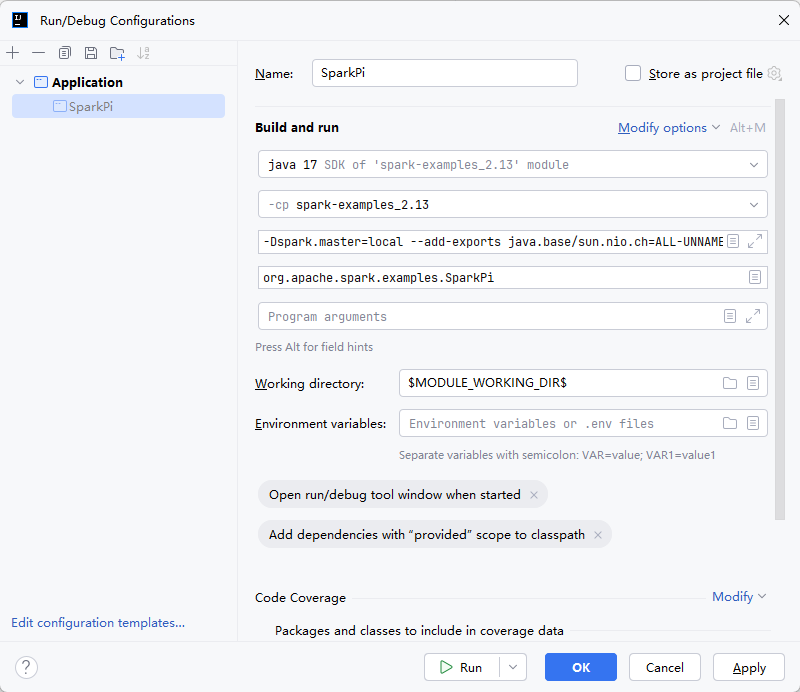 Run/Debug Configurations
Application
SparkPi
Name: SparkPi Store as project file
Build and run Modify options Alt+M
java 17 SDK of 'spark-examples_2.13' module
-cp spark-examples_2.13
-Dspark.master=local --add-exports java.base/sun.nio.ch=ALL-UNNAME
org.apache.spark.examples.SparkPi
Program arguments
Press Alt for field hints
Working directory: $MODULE_WORKING_DIR$
Environment variables: Environment variables or .env files
Separate variables with semicolon: VAR=value; VAR1=value1
Open run/debug tool window when started ×
Add dependencies with “provided” scope to classpath ×
Code Coverage Modify
Packages and classes to include in coverage data
Edit configuration templates...
? Run OK Cancel Apply